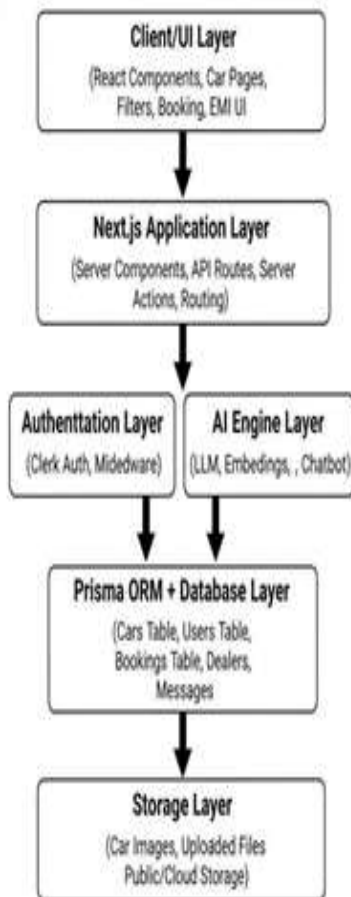 Client/UI Layer
(React Components, Car Pages,
Filters, Booking, EMI UI
Next.js Application Layer
(Server Components, API Routes, Server
Actions, Routing)
Authenttation Layer
(Clerk Auth, Midedware)
AI Engine Layer
(LLM, Embedings, , Chatbot)
Prisma ORM + Database Layer
(Cars Table, Users Table,
Bookings Table, Dealers,
Messages
Storage Layer
(Car Images, Uploaded Files
Public/Cloud Storage)